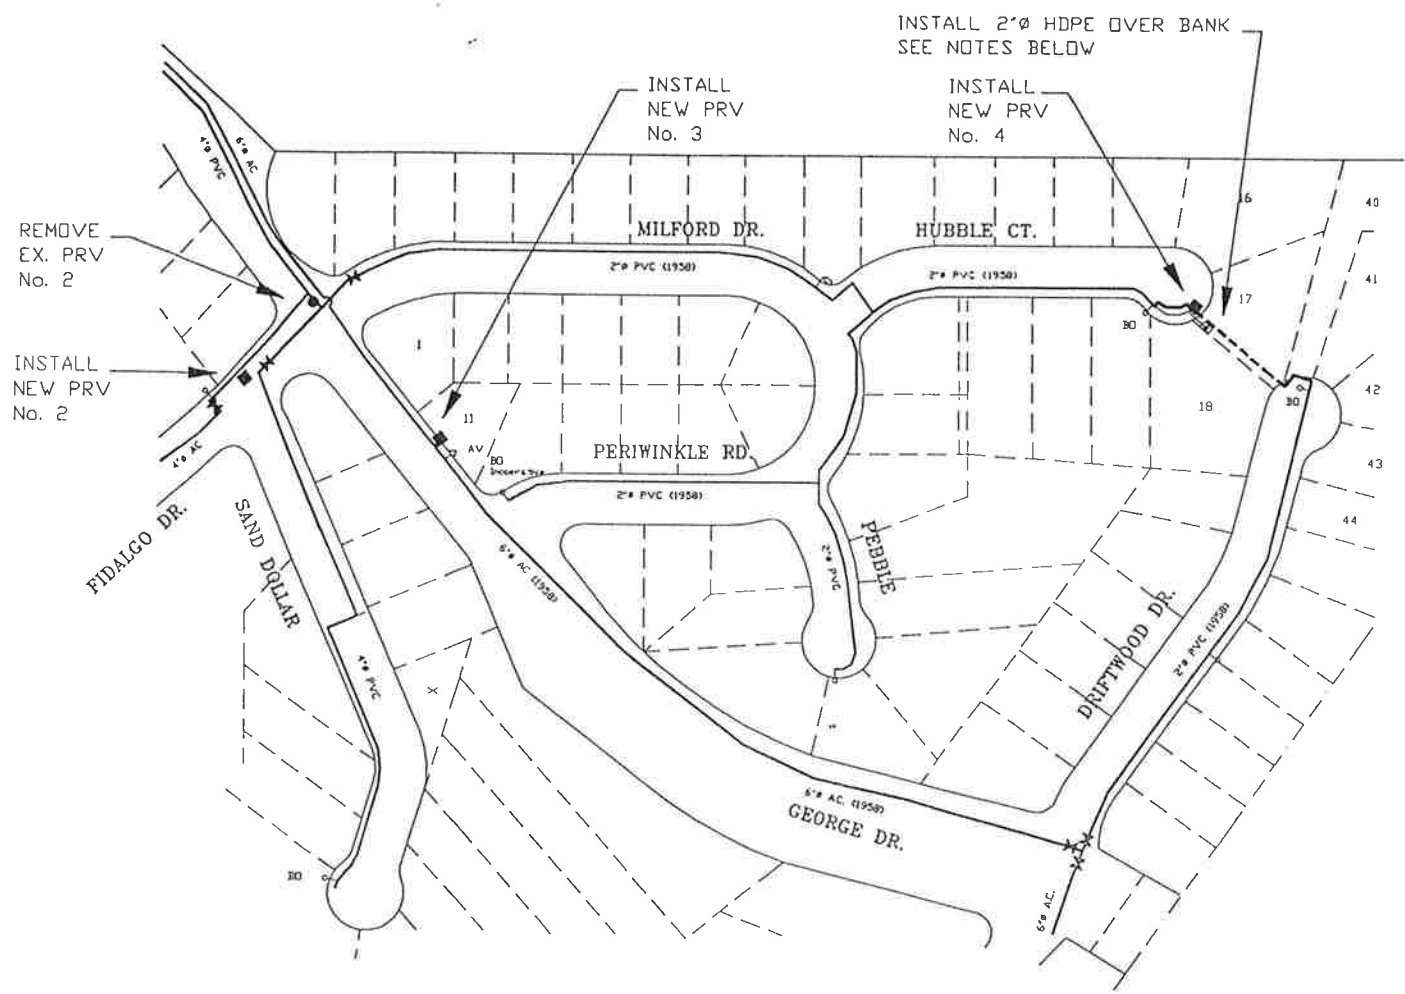 INSTALL 2"Ø HDPE OVER BANK
SEE NOTES BELOW
INSTALL
NEW PRV
No. 3
INSTALL
NEW PRV
No. 4
4"Ø PVC
6"Ø AC
REMOVE
EX. PRV
No. 2
INSTALL
NEW PRV
No. 2
MILFORD DR.
HUBBLE CT.
2"Ø PVC (1958)
2"Ø PVC (1958)
16
40
41
17
BO
1
11
AV
BO
PERIWINKLE RD.
2"Ø PVC (1958)
18
BO
42
43
44
4"Ø AC
FIDALGO DR.
SAND DOLLAR
6"Ø AC (1958)
2"Ø PVC
PEBBLE
DRIFTWOOD DR.
2"Ø PVC (1958)
4"Ø PVC
X
6"Ø AC. (1958)
GEORGE DR.
BO
6"Ø AC.